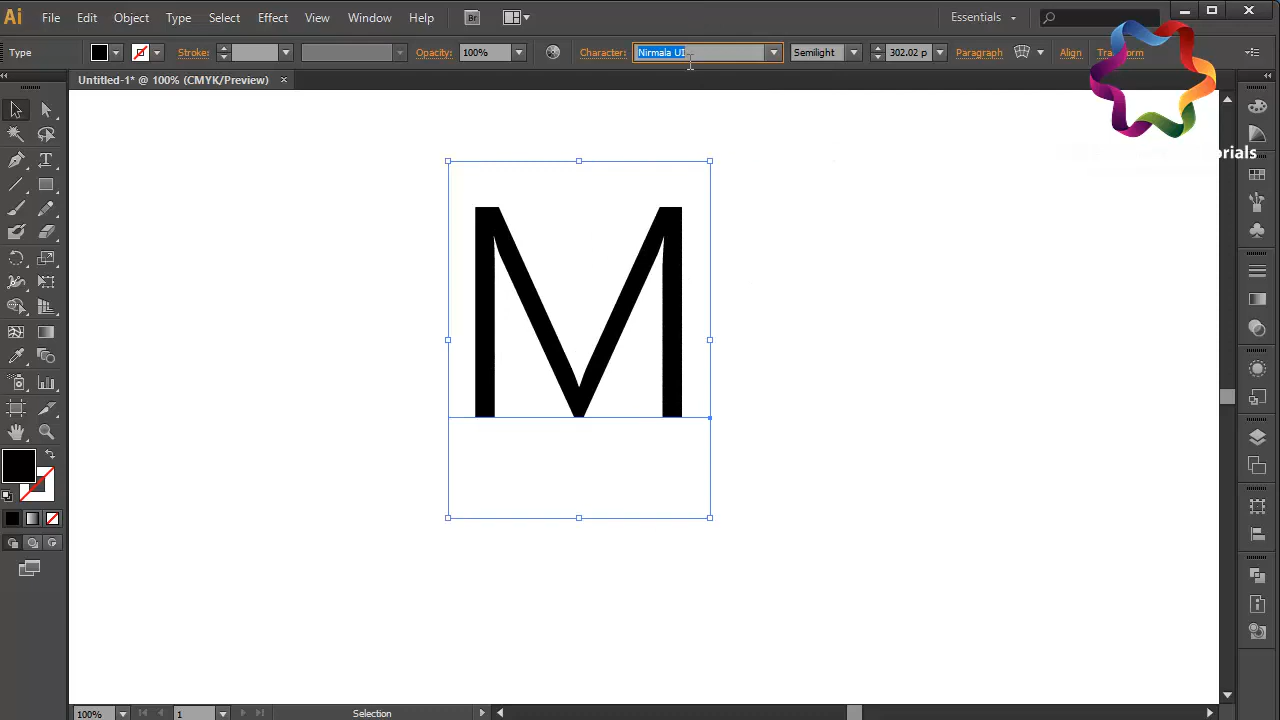 Ai File Edit Object Type Select Effect View Window Help Br Essentials
Type Stroke: Opacity: 100% Character: Nirmala UI Semilight 302.02 p Paragraph Align
Untitled-1* @ 100% (CMYK/Preview) ×
M
100% 1 Selection